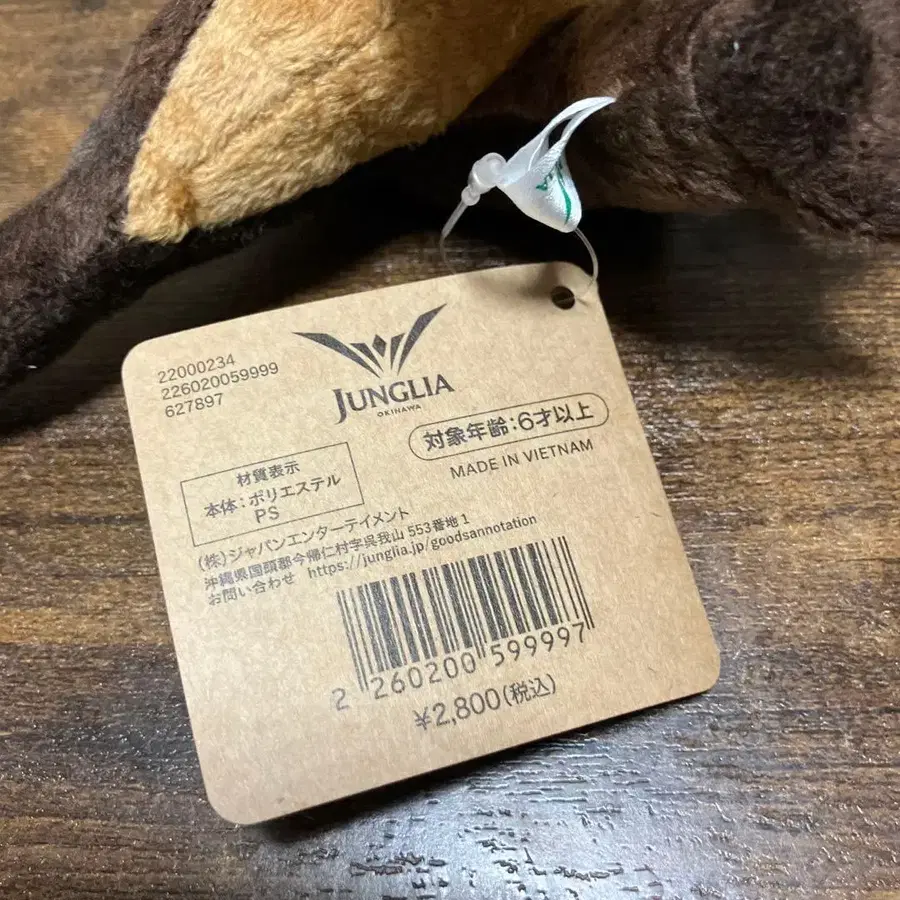 22000234
226020059999
627897
JUNGLIA
OKINAWA
対象年齢:6才以上
MADE IN VIETNAM
材質表示
本体:ポリエステル
PS
(株)ジャパンエンターテイメント
沖縄県国頭郡今帰仁村字呉我山 553番地 1
お問い合わせ https://junglia.jp/goodsannotation
2 260200 599997
¥2,800(税込)